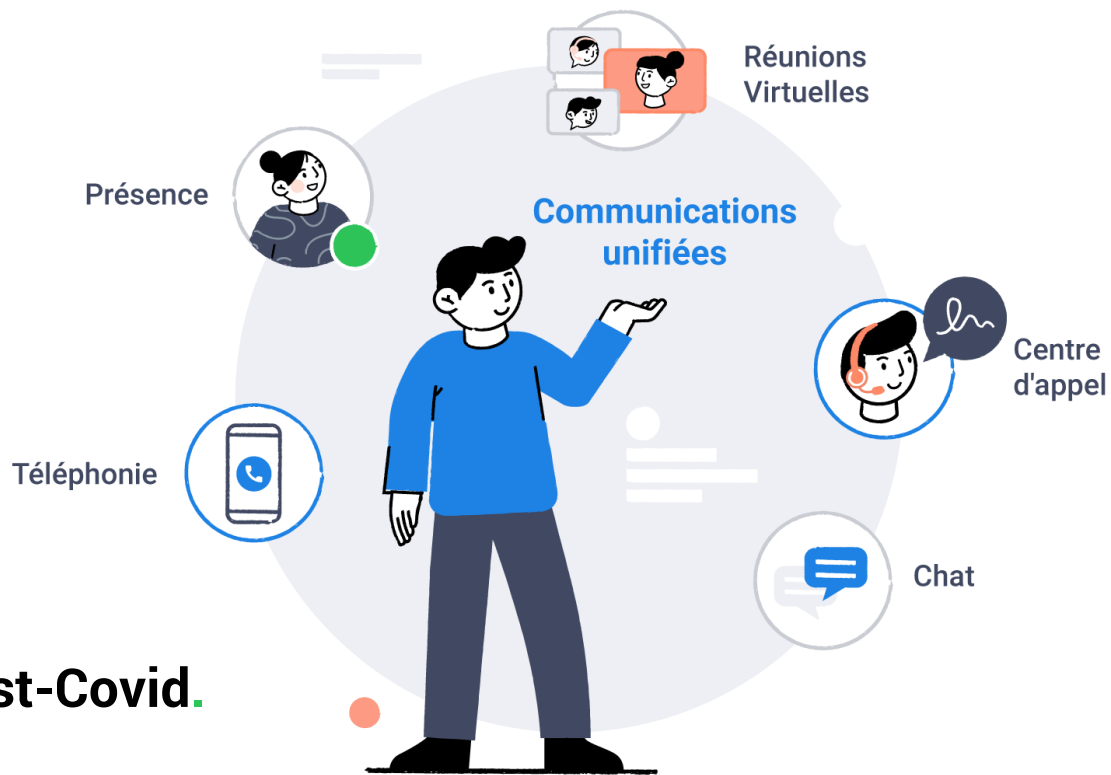 Réunions
Virtuelles
Présence
Communications
unifiées
Centre
d'appel
Téléphonie
Chat
st-Covid.